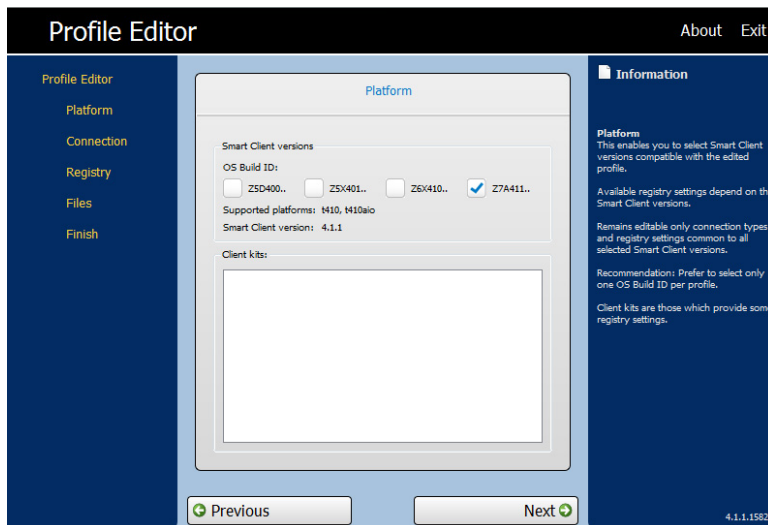 Profile Editor
About Exit
Profile Editor
Platform
Connection
Registry
Files
Finish
Platform
Smart Client versions
OS Build ID:
Z5D400.. Z5X401.. Z6X410.. Z7A411..
Supported platforms: t410, t410aio
Smart Client version: 4.1.1
Client kits:
Previous
Next
Information
Platform
This enables you to select Smart Client
versions compatible with the edited
profile.
Available registry settings depend on th
Smart Client versions.
Remains editable only connection types
and registry settings common to all
selected Smart Client versions.
Recommendation: Prefer to select only
one OS Build ID per profile.
Client kits are those which provide som
registry settings.
4.1.1.1582